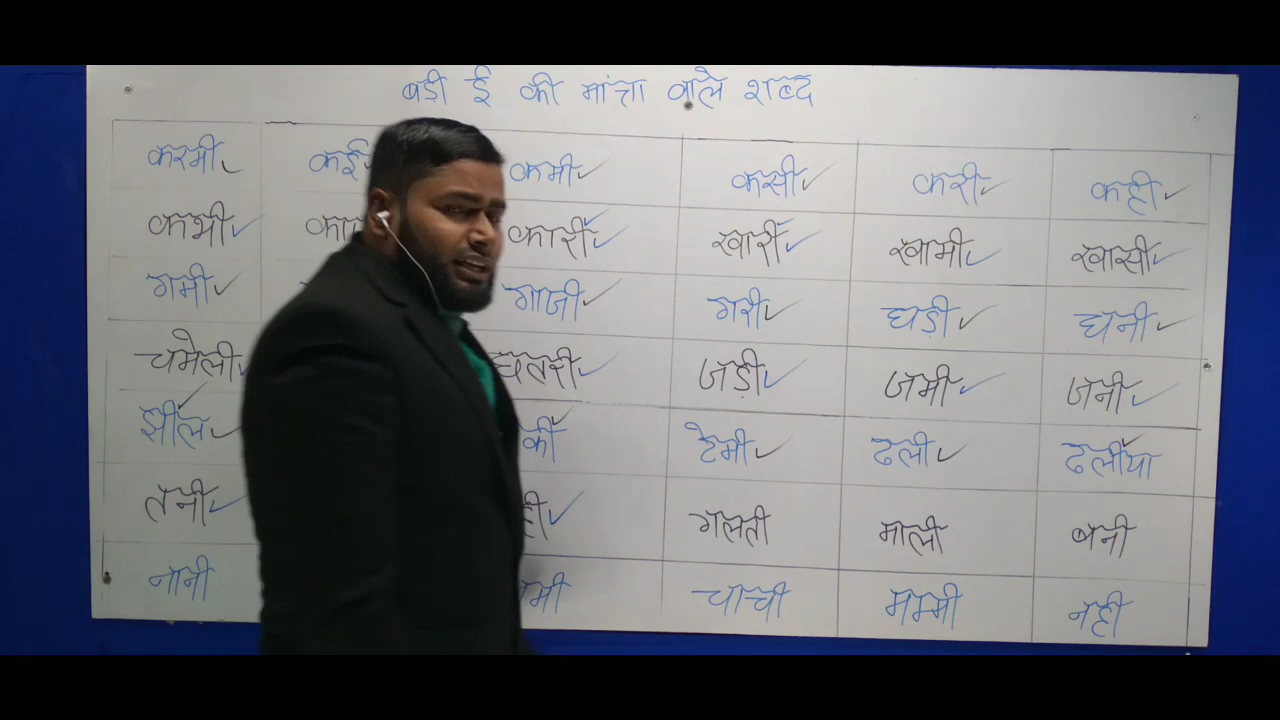 बडी ई की मांत्रा वाले शब्द
करमी कई कमी कसी करी कही
कभी कारी खारी खामी खासी
गमी गाजी गरी घड़ी घनी
चमेली जड़ी जमी जनी
झील टेमी ढली ढलीया
तनी गलती माली बनी
नानी चाची मम्मी नही